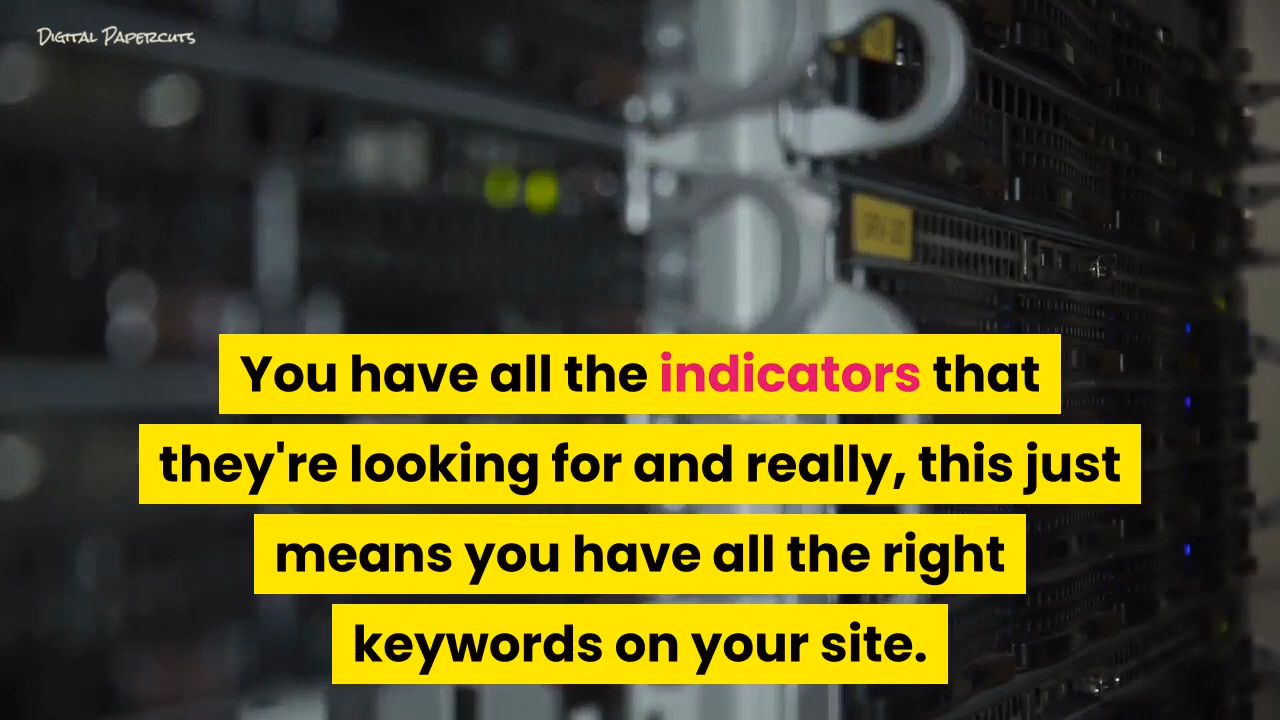 Digital Papercuts
You have all the indicators that
they're looking for and really, this just
means you have all the right
keywords on your site.